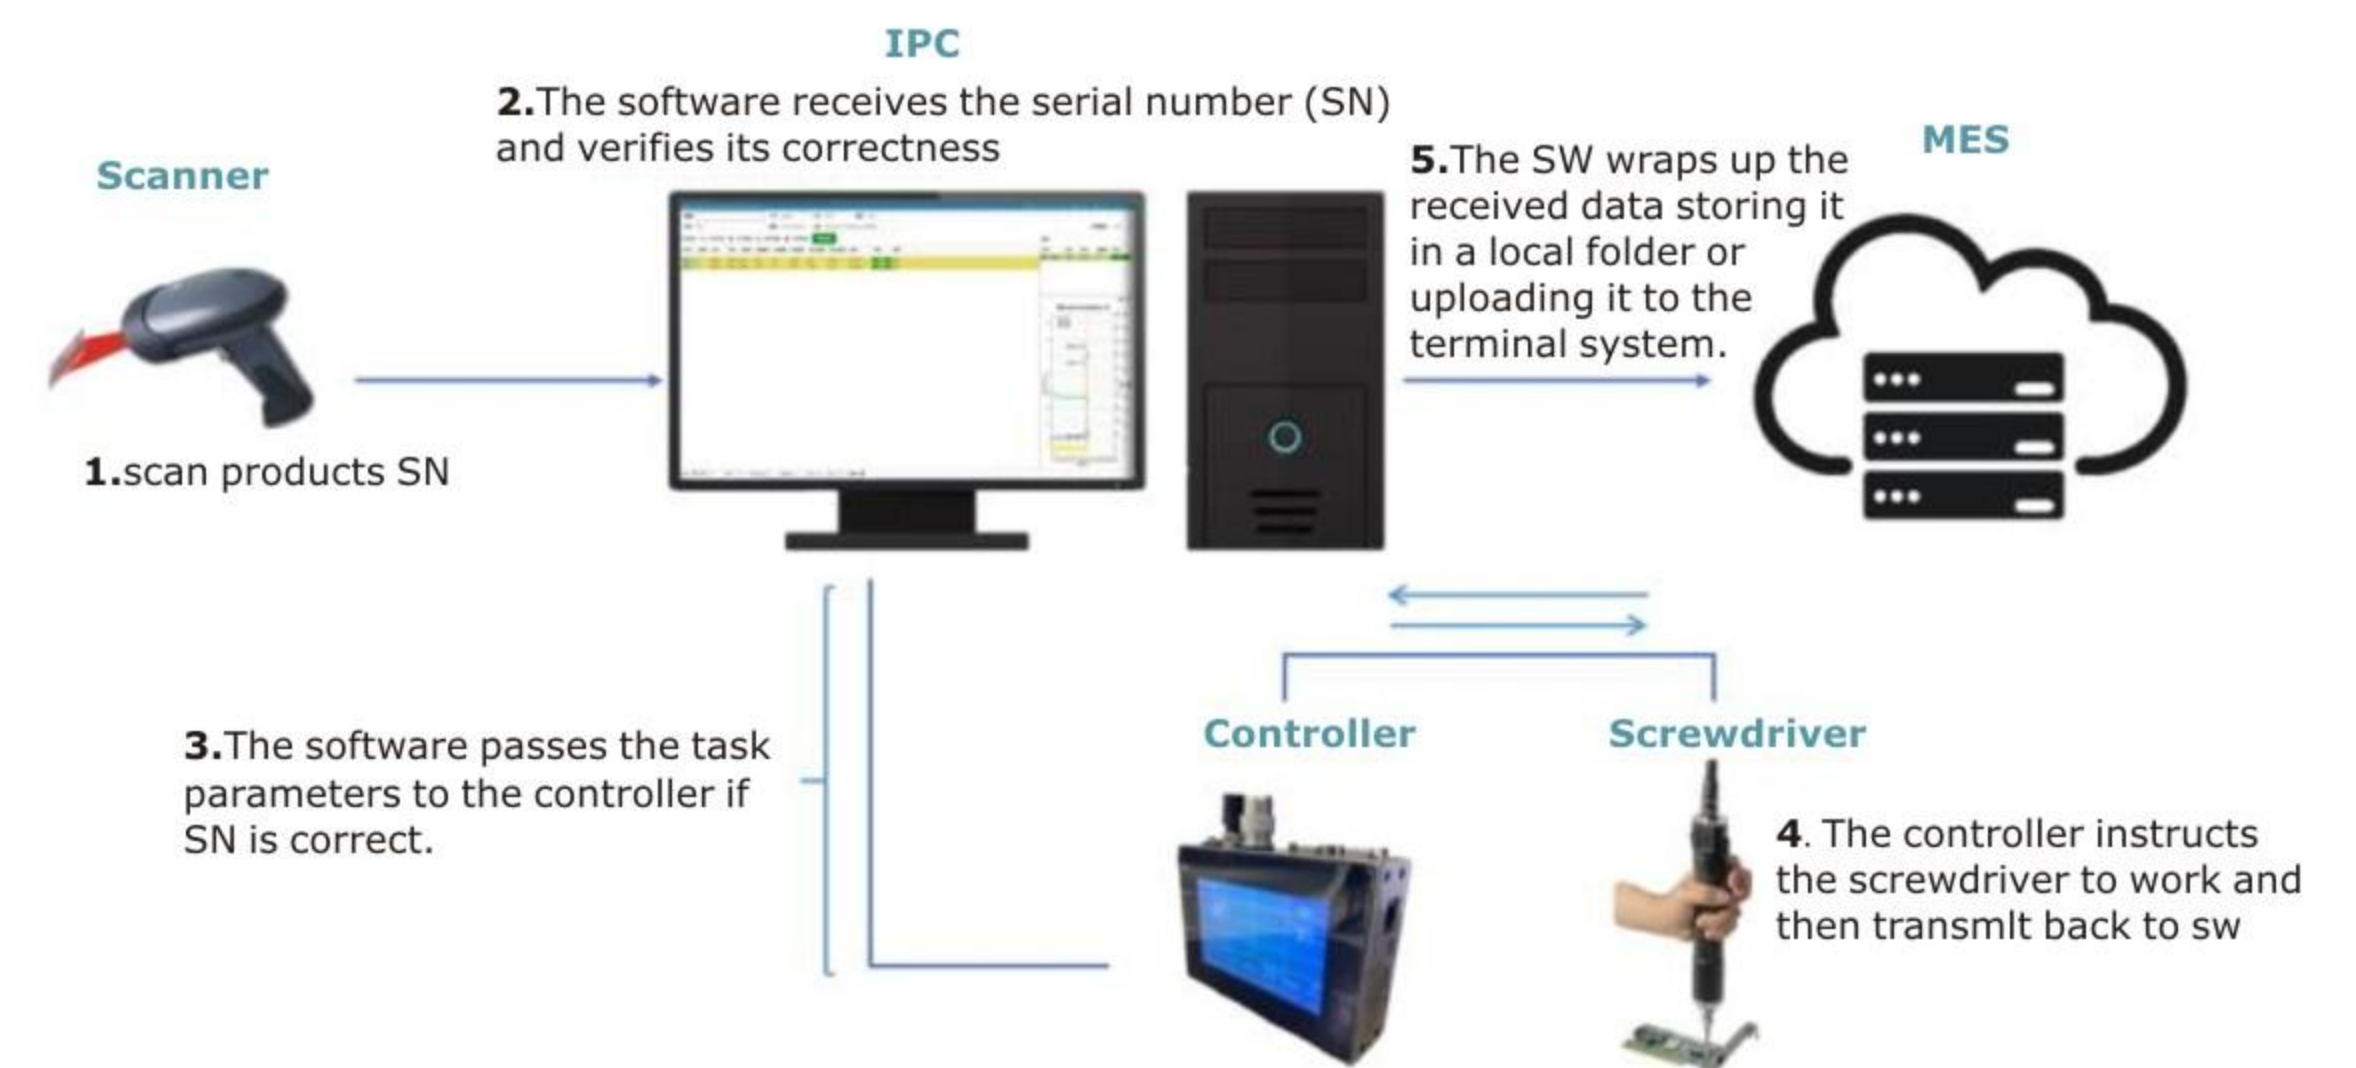 IPC
2.The software receives the serial number (SN)
and verifies its correctness
Scanner
1.scan products SN
5.The SW wraps up the
received data storing it
in a local folder or
uploading it to the
terminal system.
MES
3.The software passes the task
parameters to the controller if
SN is correct.
Controller
Screwdriver
4. The controller instructs
the screwdriver to work and
then transmlt back to sw